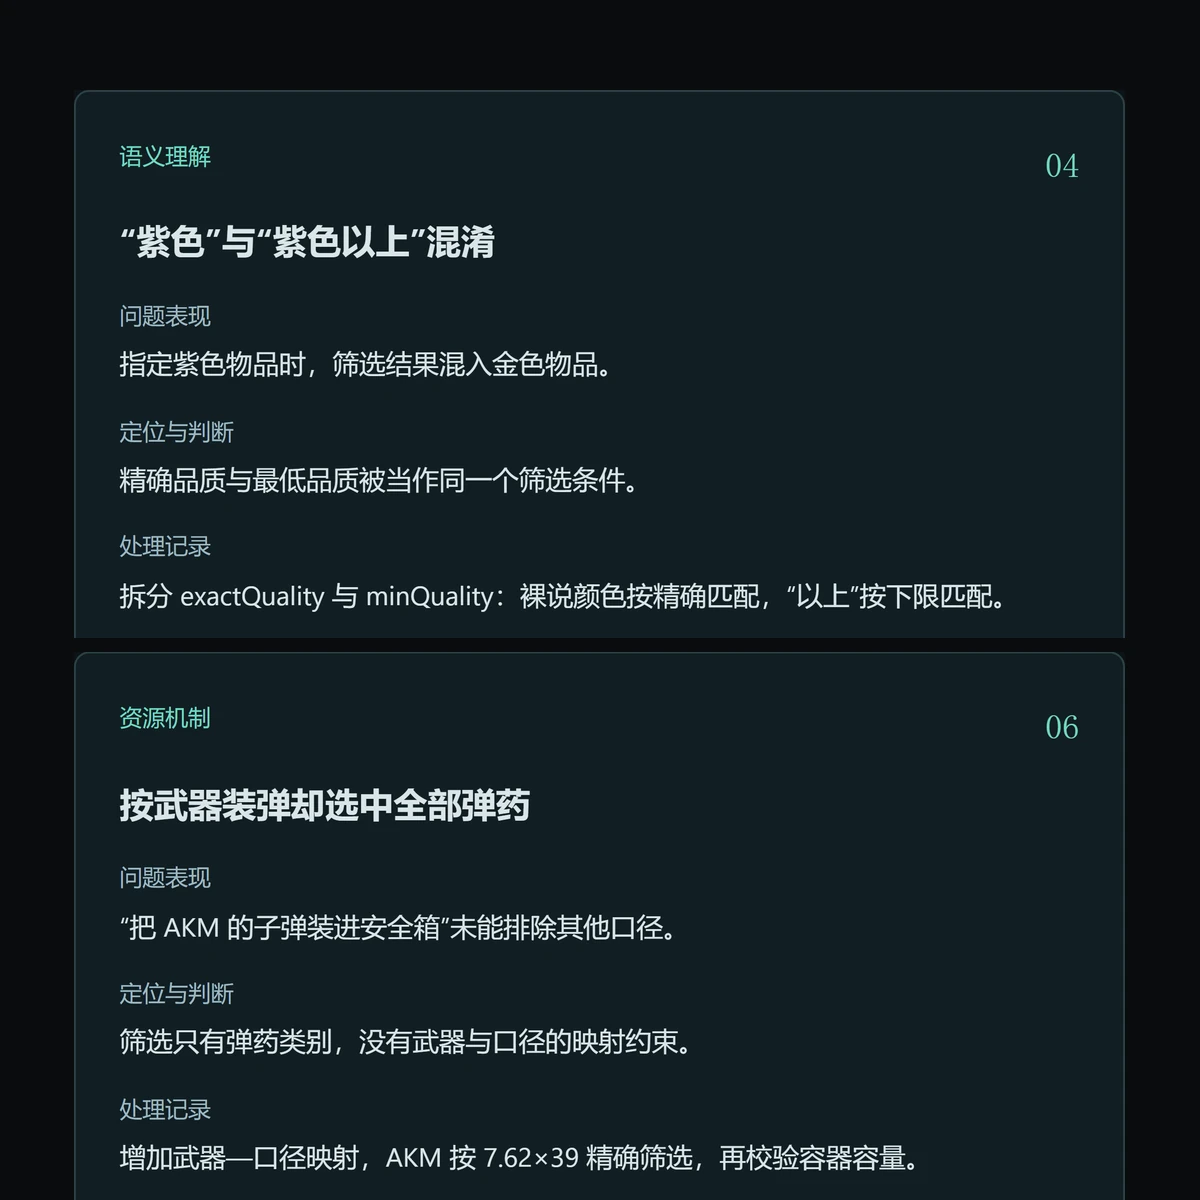 语义理解
04
“紫色”与“紫色以上”混淆
问题表现
指定紫色物品时，筛选结果混入金色物品。
定位与判断
精确品质与最低品质被当作同一个筛选条件。
处理记录
拆分 exactQuality 与 minQuality：裸说颜色按精确匹配，“以上”按下限匹配。
资源机制
06
按武器装弹却选中全部弹药
问题表现
“把 AKM 的子弹装进安全箱”未能排除其他口径。
定位与判断
筛选只有弹药类别，没有武器与口径的映射约束。
处理记录
增加武器—口径映射，AKM 按 7.62×39 精确筛选，再校验容器容量。